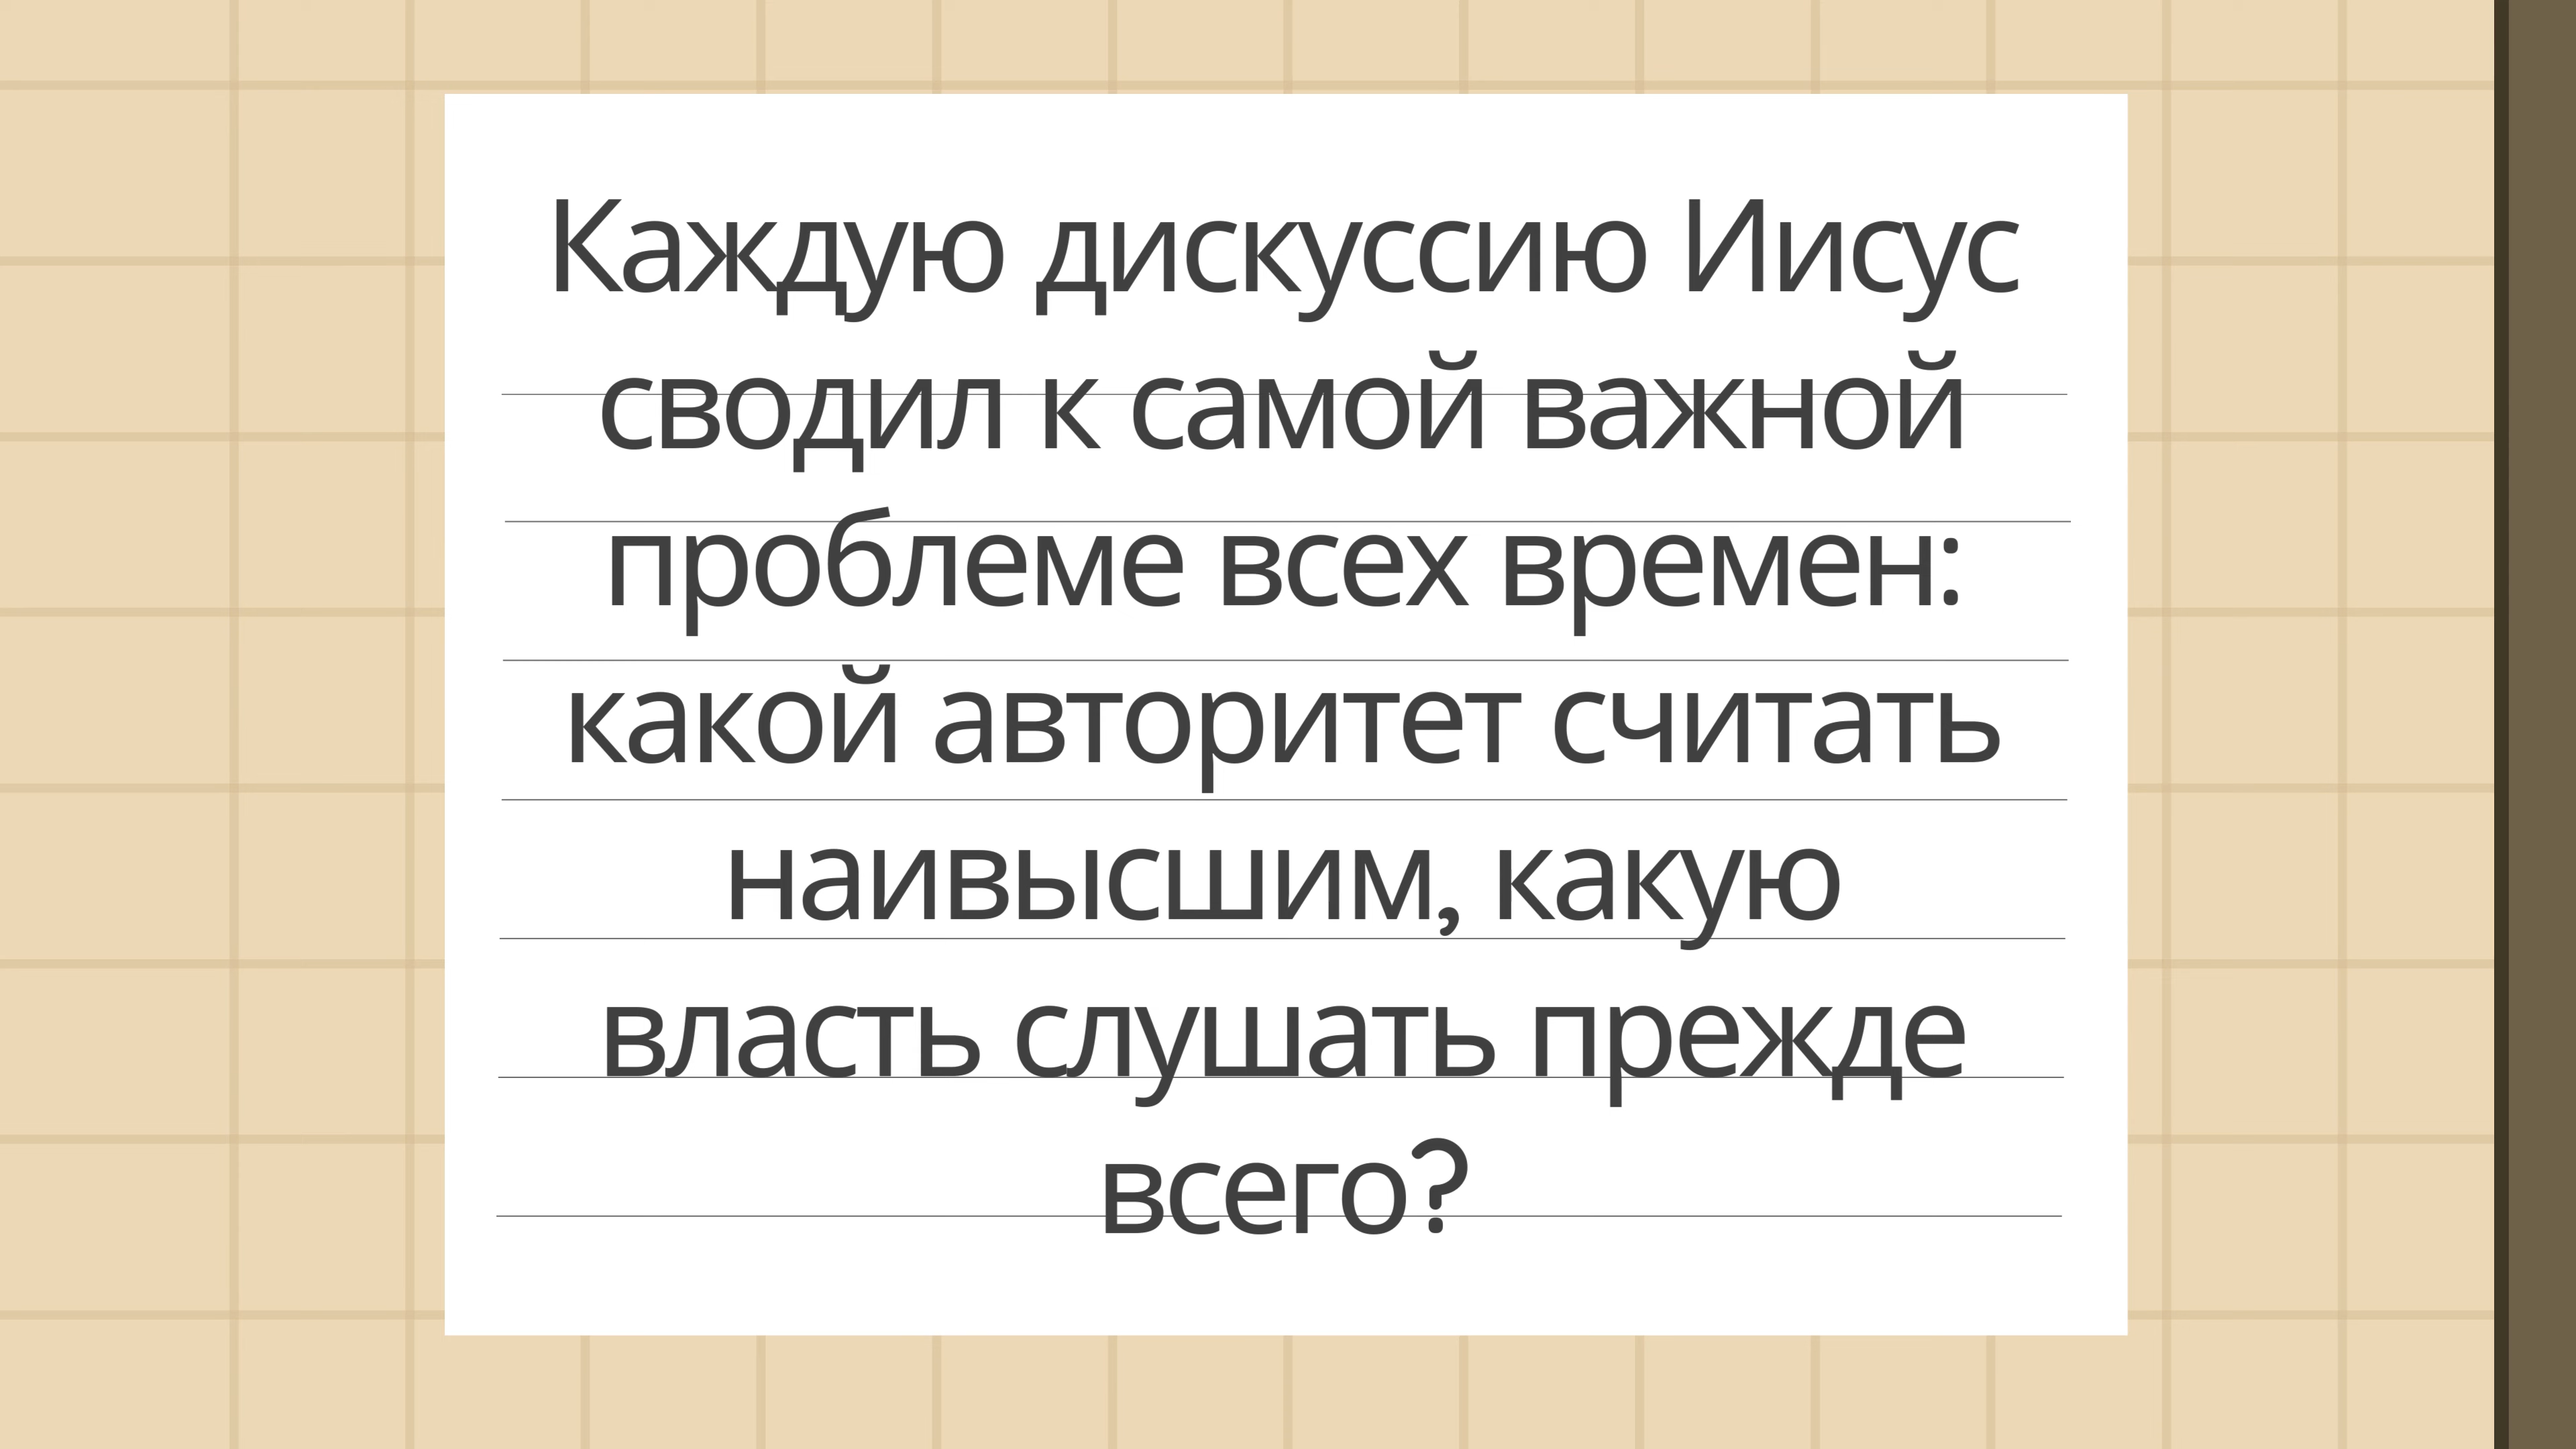 Каждую дискуссию Иисус
сводил к самой важной
проблеме всех времен:
какой авторитет считать
наивысшим, какую
власть слушать прежде
всего?